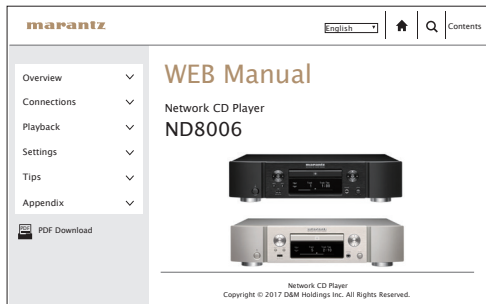 marantz
English
Contents
Overview
Connections
Playback
Settings
Tips
Appendix
PDF
PDF Download
WEB Manual
Network CD Player
ND8006
Network CD Player
Copyright © 2017 D&M Holdings Inc. All Rights Reserved.